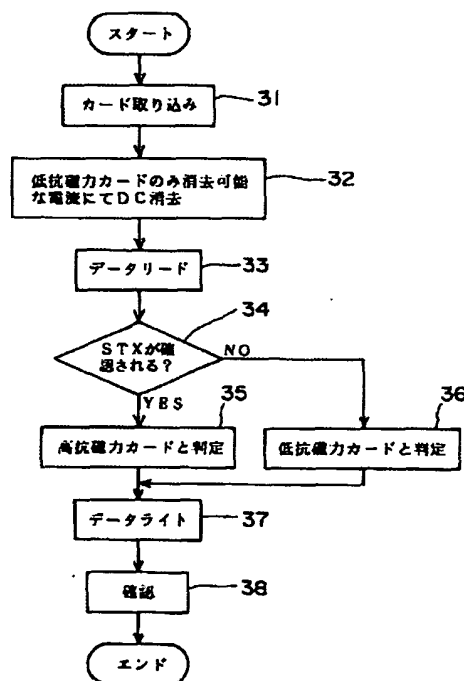 スタート
カード取り込み
31
低抗磁力カードのみ消去可能
な電流にてDC消去
32
データリード
33
34
STXが確
認される?
NO
YES
35
高抗磁力カードと判定
36
低抗磁力カードと判定
データライト
37
確認
38
エンド